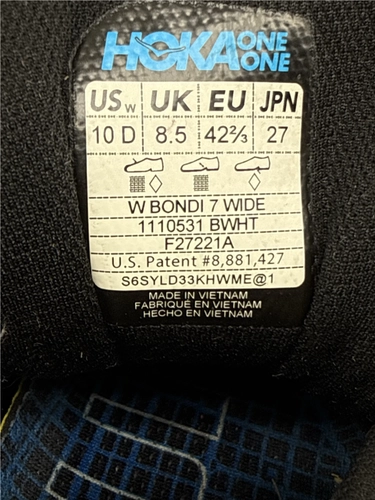 HOKA ONE ONE
USw UK EU JPN
10 D 8.5 42⅔ 27
W BONDI 7 WIDE
1110531 BWHT
F27221A
U.S. Patent #8,881,427
S6SYLD33KHWME@1
MADE IN VIETNAM
FABRIQUÉ EN VIETNAM
HECHO EN VIETNAM